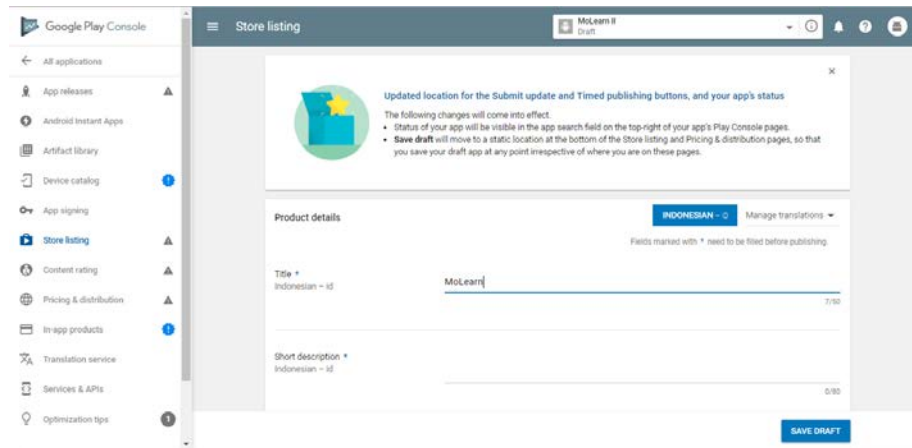 Google Play Console
Store listing
MoLearn II
Draft
All applications
App releases
Android Instant Apps
Artifact library
Device catalog
App signing
Store listing
Content rating
Pricing & distribution
In-app products
Translation service
Services & APIs
Optimization tips
1
Updated location for the Submit update and Timed publishing buttons, and your app's status
The following changes will come into effect.
• Status of your app will be visible in the app search field on the top-right of your app's Play Console pages.
• Save draft will move to a static location at the bottom of the Store listing and Pricing & distribution pages, so that
you save your draft app at any point irrespective of where you are on these pages.
Product details
INDONESIAN –
Manage translations
Fields marked with * need to be filled before publishing.
Title *
Indonesian – id
MoLearn
7/50
Short description *
Indonesian – id
0/80
SAVE DRAFT